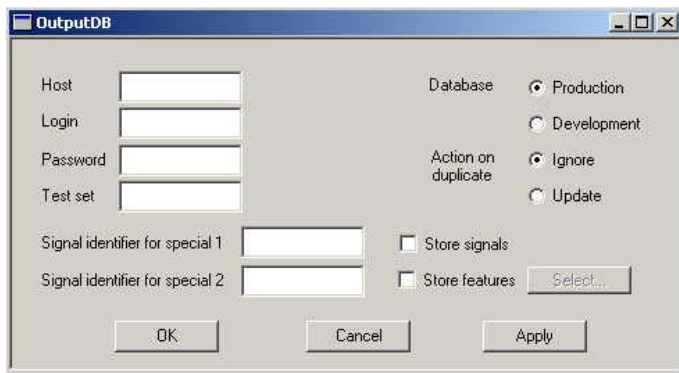 OutputDB
Host
Database
Production
Login
Development
Password
Action on
duplicate
Ignore
Test set
Update
Signal identifier for special 1
Store signals
Signal identifier for special 2
Store features
Select...
OK
Cancel
Apply